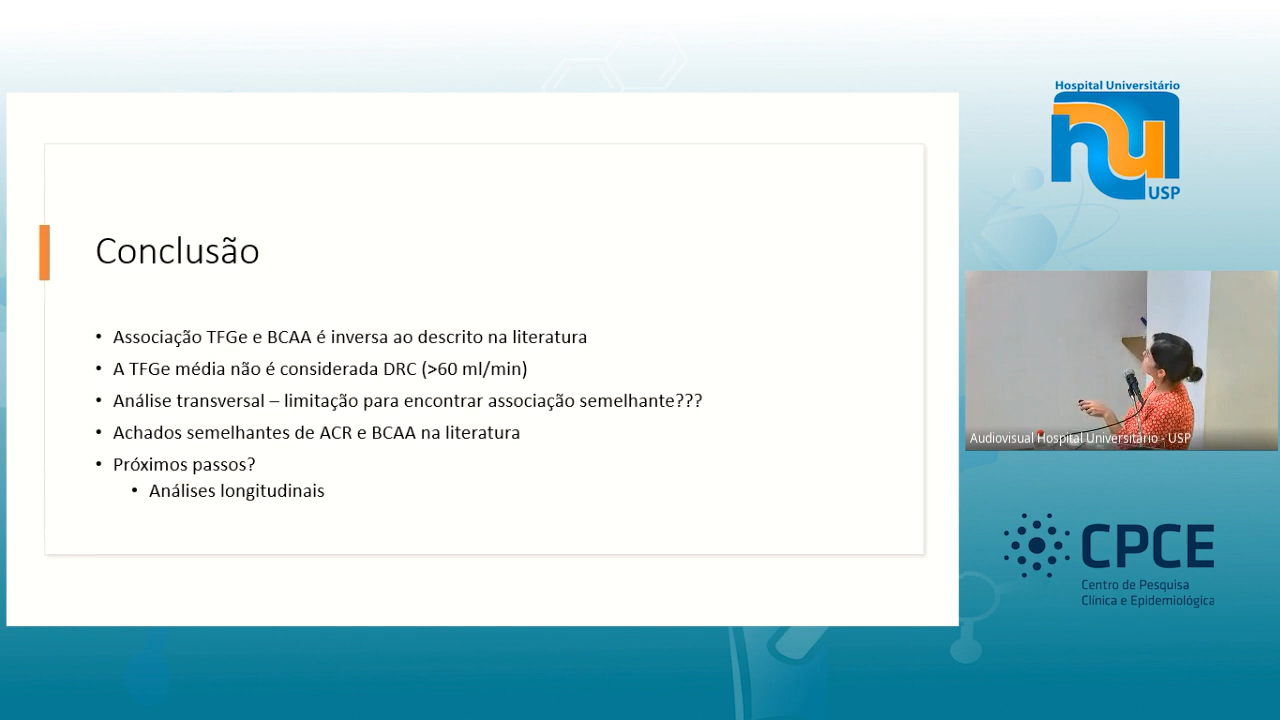 Conclusão
• Associação TFGe e BCAA é inversa ao descrito na literatura
• A TFGe média não é considerada DRC (>60 ml/min)
• Análise transversal – limitação para encontrar associação semelhante???
• Achados semelhantes de ACR e BCAA na literatura
• Próximos passos?
• Análises longitudinais
Hospital Universitário
hu
USP
Audiovisual Hospital Universitário - USP
CPCE
Centro de Pesquisa
Clínica e Epidemiológica